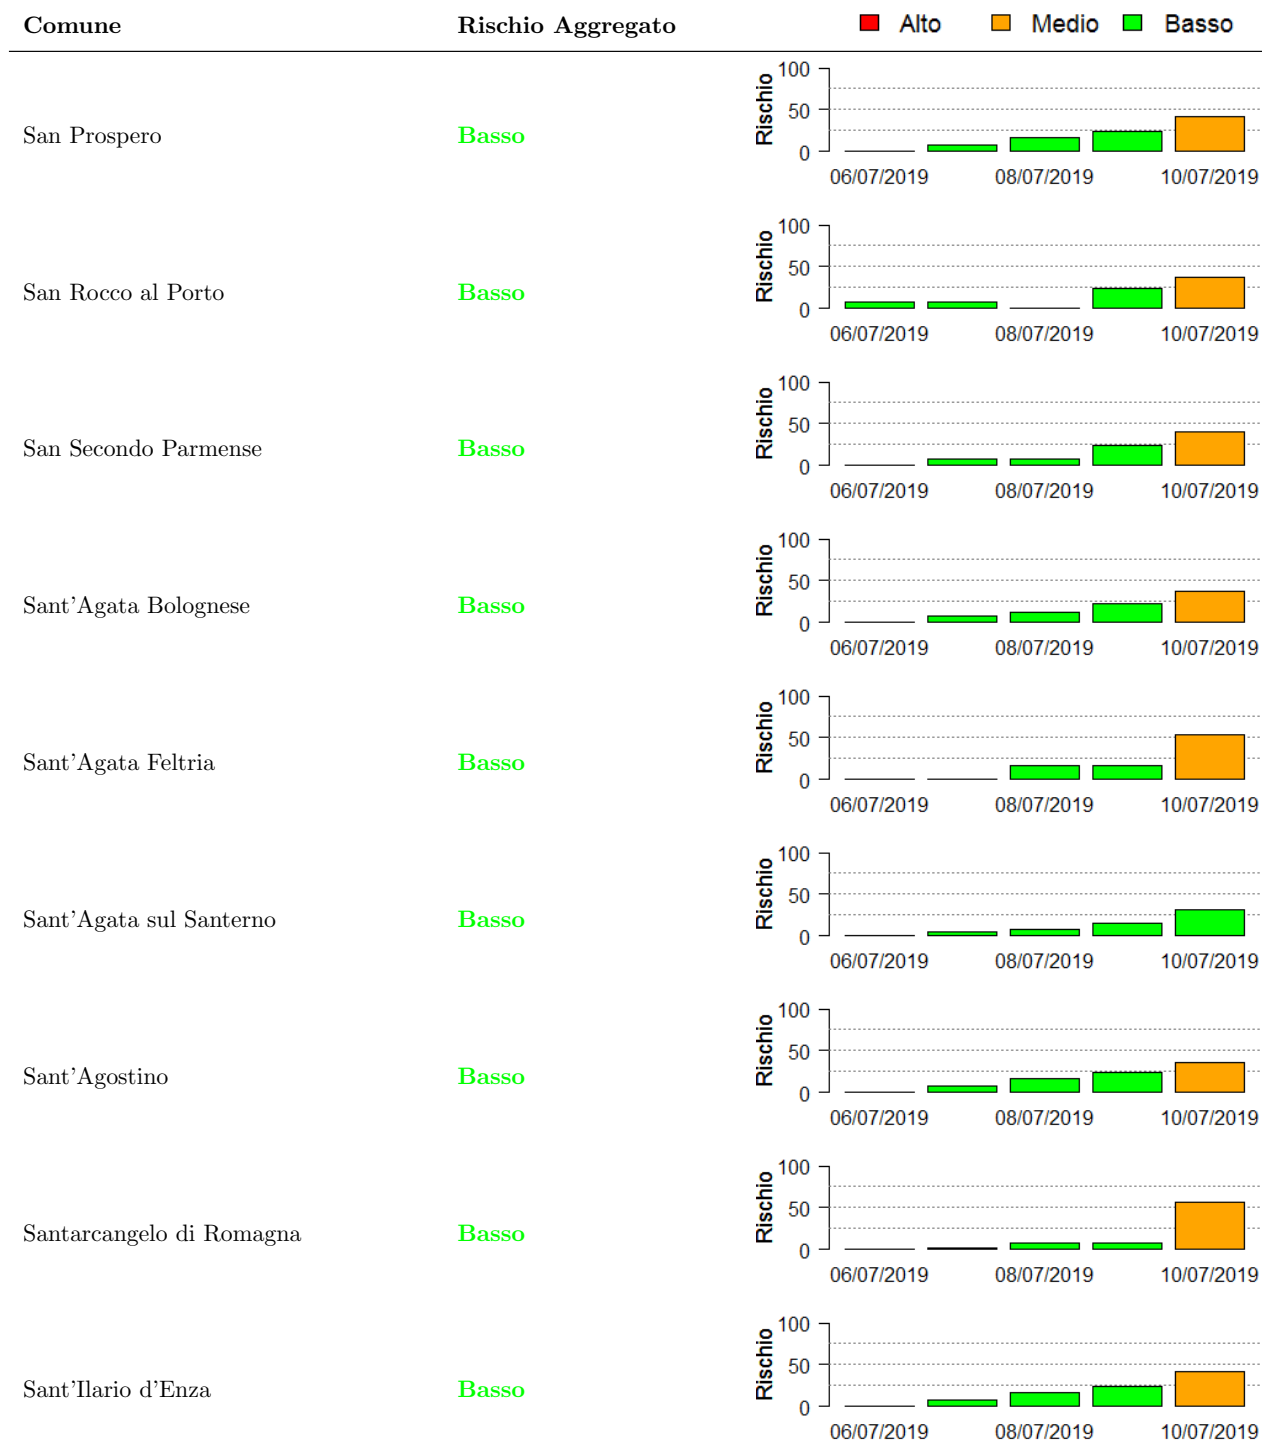 Comune Rischio Aggregato Alto Medio Basso
San Prospero Basso Rischio 100 50 0
06/07/2019 08/07/2019 10/07/2019
San Rocco al Porto Basso Rischio 100 50 0
06/07/2019 08/07/2019 10/07/2019
San Secondo Parmense Basso Rischio 100 50 0
06/07/2019 08/07/2019 10/07/2019
Sant'Agata Bolognese Basso Rischio 100 50 0
06/07/2019 08/07/2019 10/07/2019
Sant'Agata Feltria Basso Rischio 100 50 0
06/07/2019 08/07/2019 10/07/2019
Sant'Agata sul Santerno Basso Rischio 100 50 0
06/07/2019 08/07/2019 10/07/2019
Sant'Agostino Basso Rischio 100 50 0
06/07/2019 08/07/2019 10/07/2019
Santarcangelo di Romagna Basso Rischio 100 50 0
06/07/2019 08/07/2019 10/07/2019
Sant'Ilario d'Enza Basso Rischio 100 50 0
06/07/2019 08/07/2019 10/07/2019